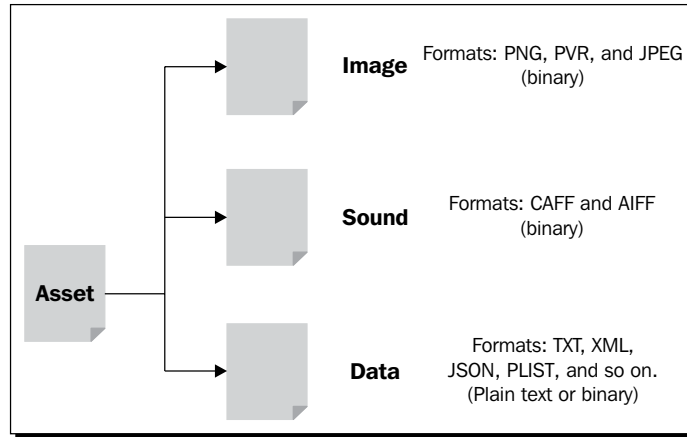 Image
Formats: PNG, PVR, and JPEG
(binary)
Sound
Formats: CAFF and AIFF
(binary)
Asset
Data
Formats: TXT, XML,
JSON, PLIST, and so on.
(Plain text or binary)